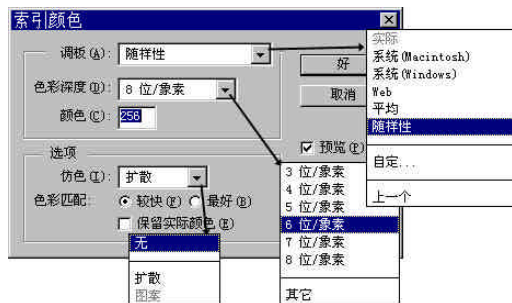 索引颜色
调板(A): 随样性
好
色彩深度(D): 8 位/象素
取消
颜色(C): 256
选项
预览(P)
仿色(I): 扩散
色彩匹配: 较快(F) 最好(B)
保留实际颜色(E)
实际
系统(Macintosh)
系统(Windows)
Web
平均
随样性
自定...
上一个
3 位/象素
4 位/象素
5 位/象素
6 位/象素
7 位/象素
8 位/象素
其它
无
扩散
图案